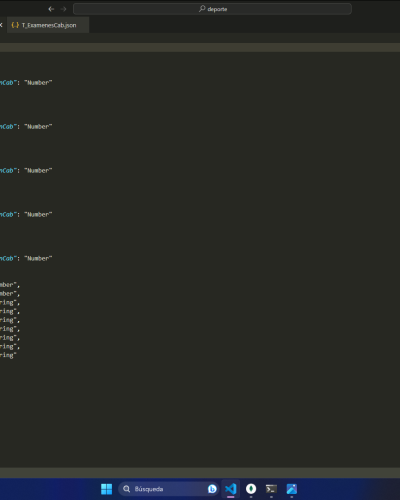 deporte
T_ExamenesCab.json
nCab": "Number"
nCab": "Number"
nCab": "Number"
nCab": "Number"
nCab": "Number"
mber",
mber",
ring",
ring",
ring",
ring",
ring",
ring",
ring"
Búsqueda